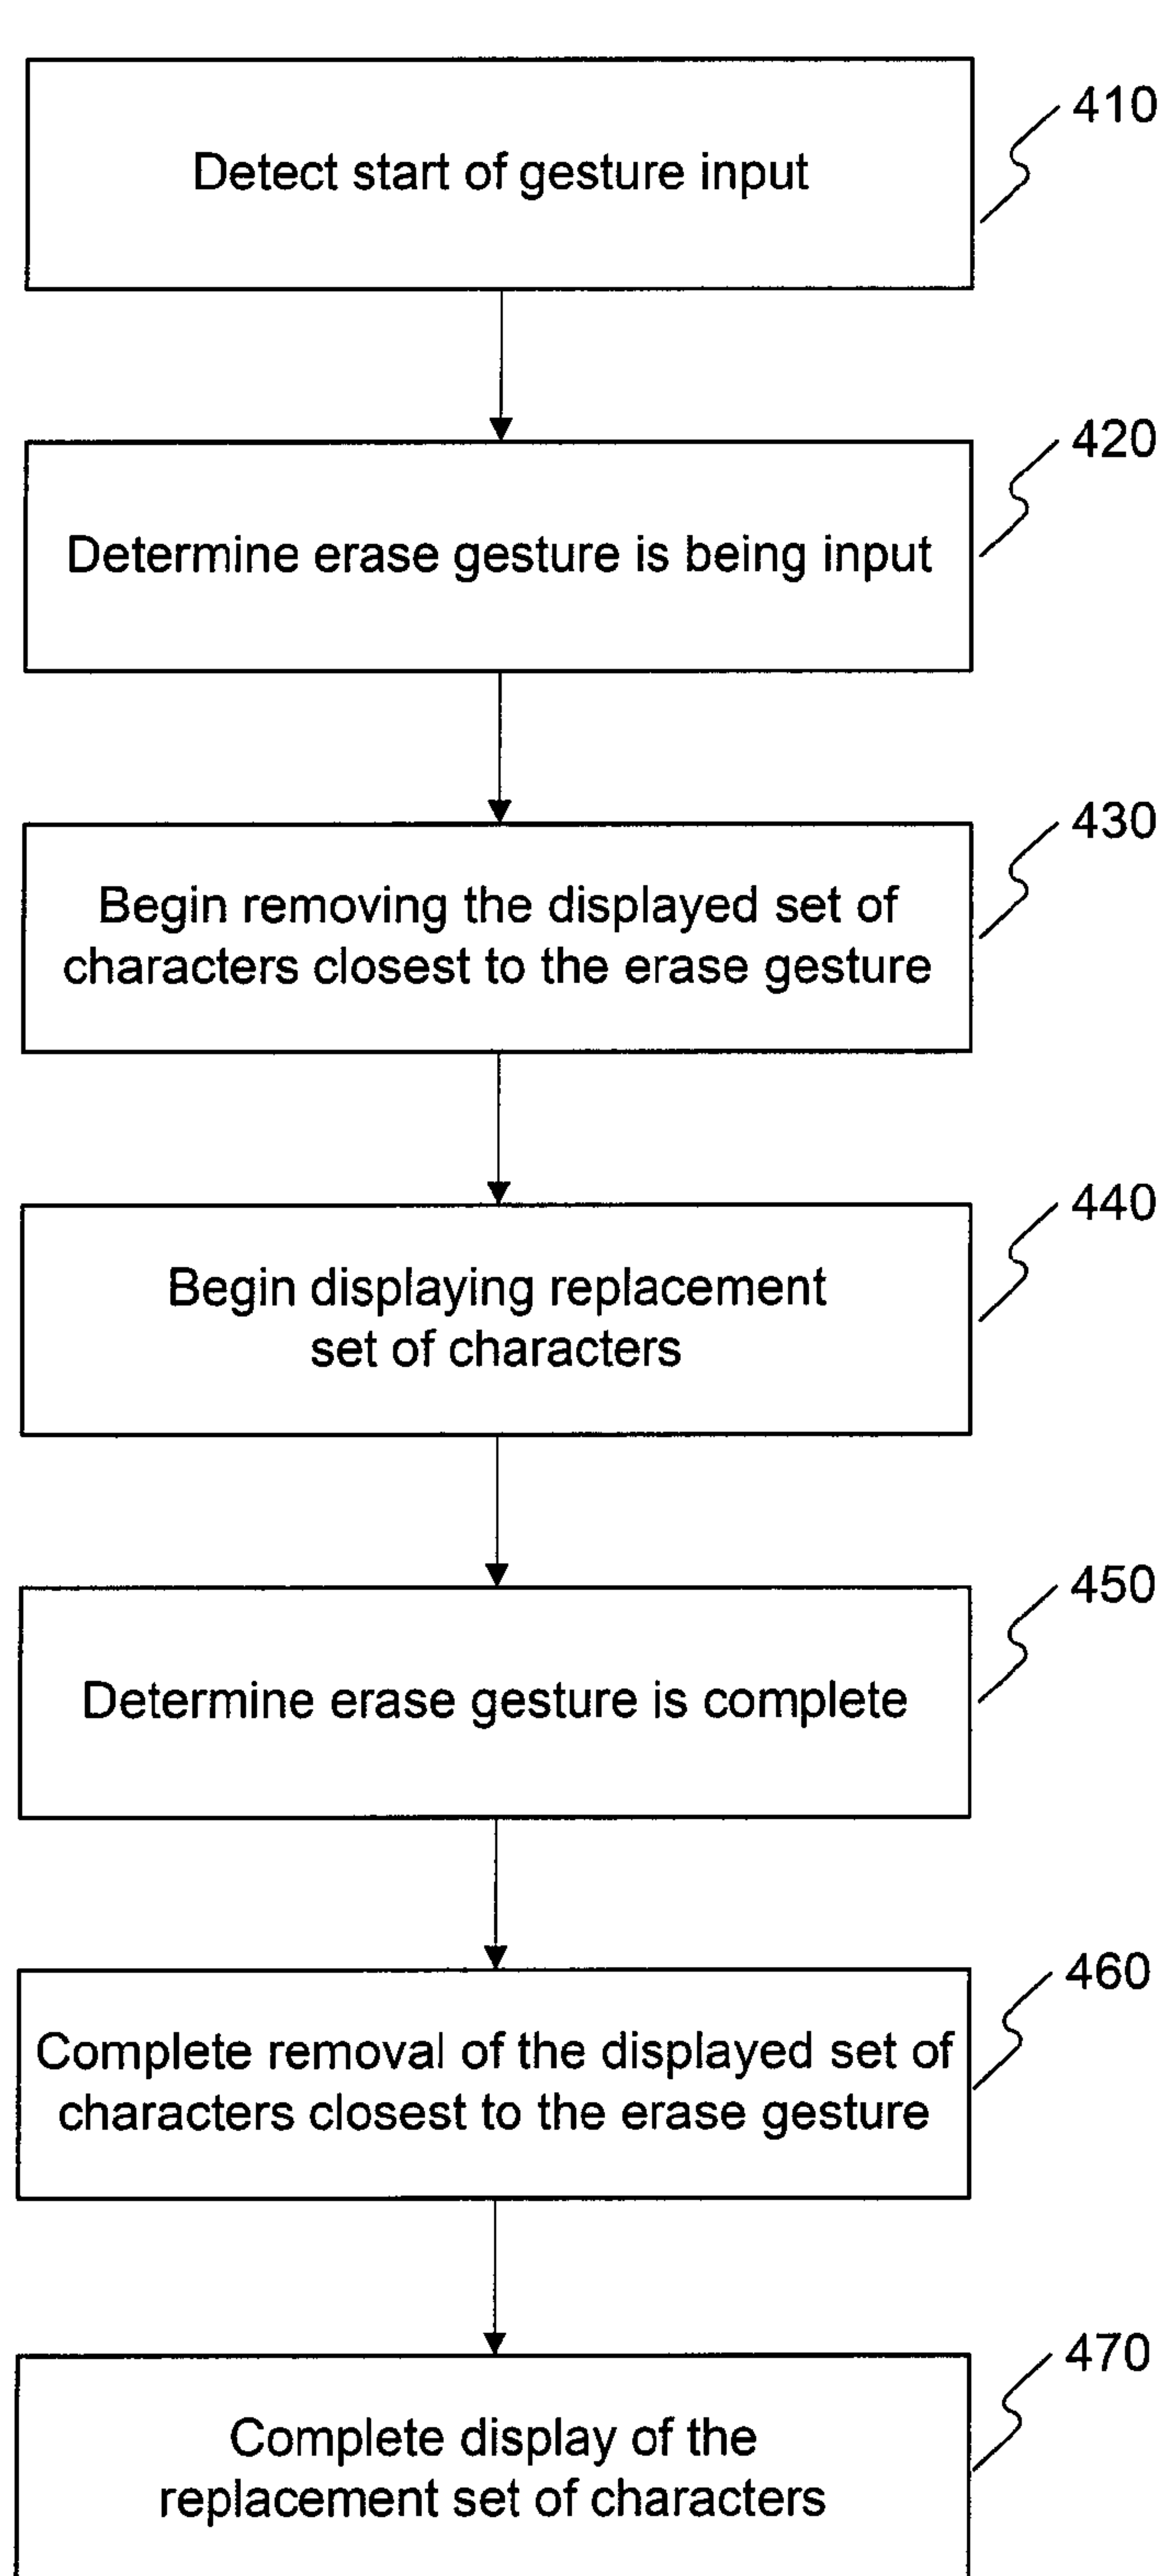 410
Detect start of gesture input
420
Determine erase gesture is being input
430
Begin removing the displayed set of
characters closest to the erase gesture
440
Begin displaying replacement
set of characters
450
Determine erase gesture is complete
460
Complete removal of the displayed set of
characters closest to the erase gesture
470
Complete display of the
replacement set of characters